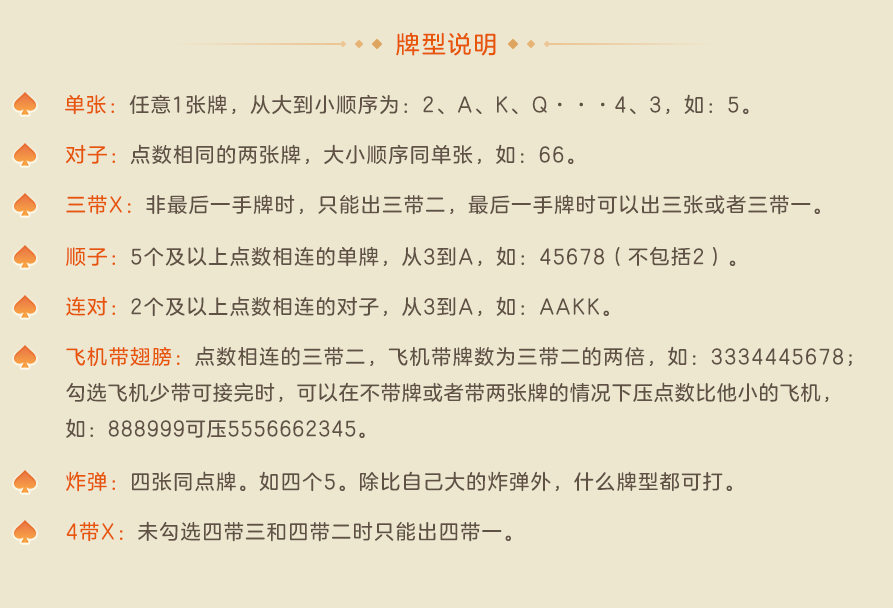 牌型说明
单张：任意1张牌，从大到小顺序为：2、A、K、Q···4、3，如：5。
对子：点数相同的两张牌，大小顺序同单张，如：66。
三带X：非最后一手牌时，只能出三带二，最后一手牌时可以出三张或者三带一。
顺子：5个及以上点数相连的单牌，从3到A，如：45678（不包括2）。
连对：2个及以上点数相连的对子，从3到A，如：AAKK。
飞机带翅膀：点数相连的三带二，飞机带牌数为三带二的两倍，如：3334445678；
勾选飞机少带可接完时，可以在不带牌或者带两张牌的情况下压点数比他小的飞机，
如：888999可压5556662345。
炸弹：四张同点牌。如四个5。除比自己大的炸弹外，什么牌型都可打。
4带X：未勾选四带三和四带二时只能出四带一。